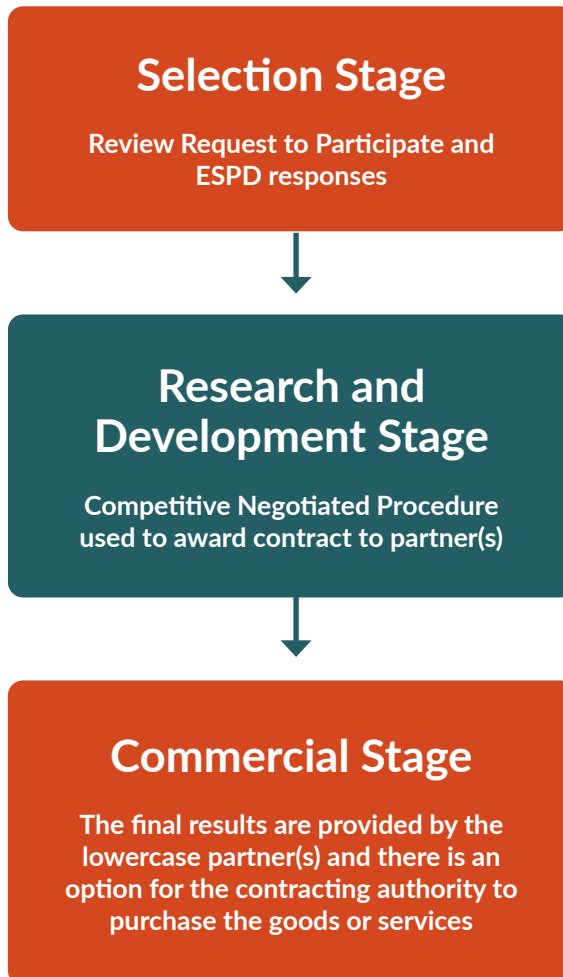 Selection Stage
Review Request to Participate and
ESPD responses
Research and
Development Stage
Competitive Negotiated Procedure
used to award contract to partner(s)
Commercial Stage
The final results are provided by the
lowercase partner(s) and there is an
option for the contracting authority to
purchase the goods or services